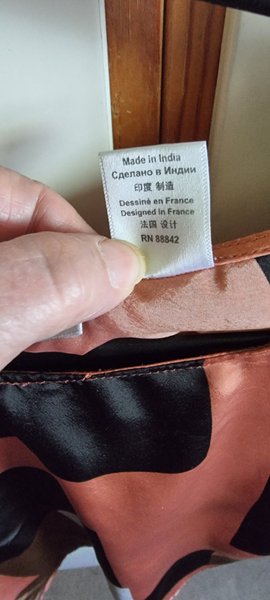 Made in India
Сделано в Индии
印度 制造
Dessiné en France
Designed in France
法国 设计
RN 88842